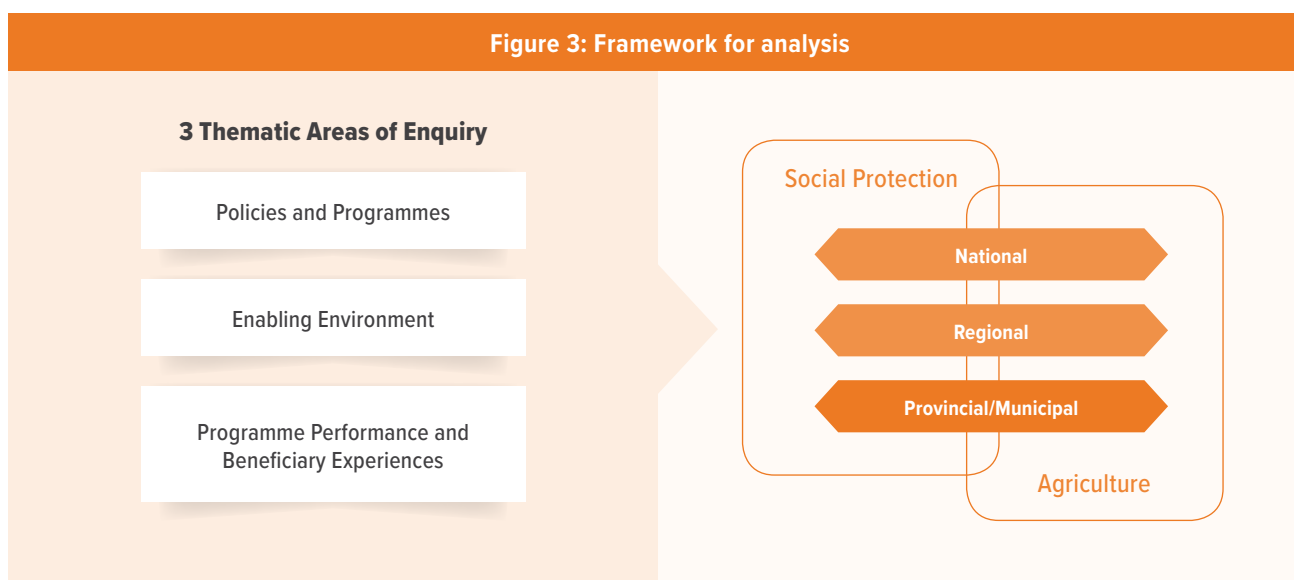 Figure 3: Framework for analysis
3 Thematic Areas of Enquiry
Policies and Programmes
Enabling Environment
Programme Performance and
Beneficiary Experiences
Social Protection
National
Regional
Provincial/Municipal
Agriculture